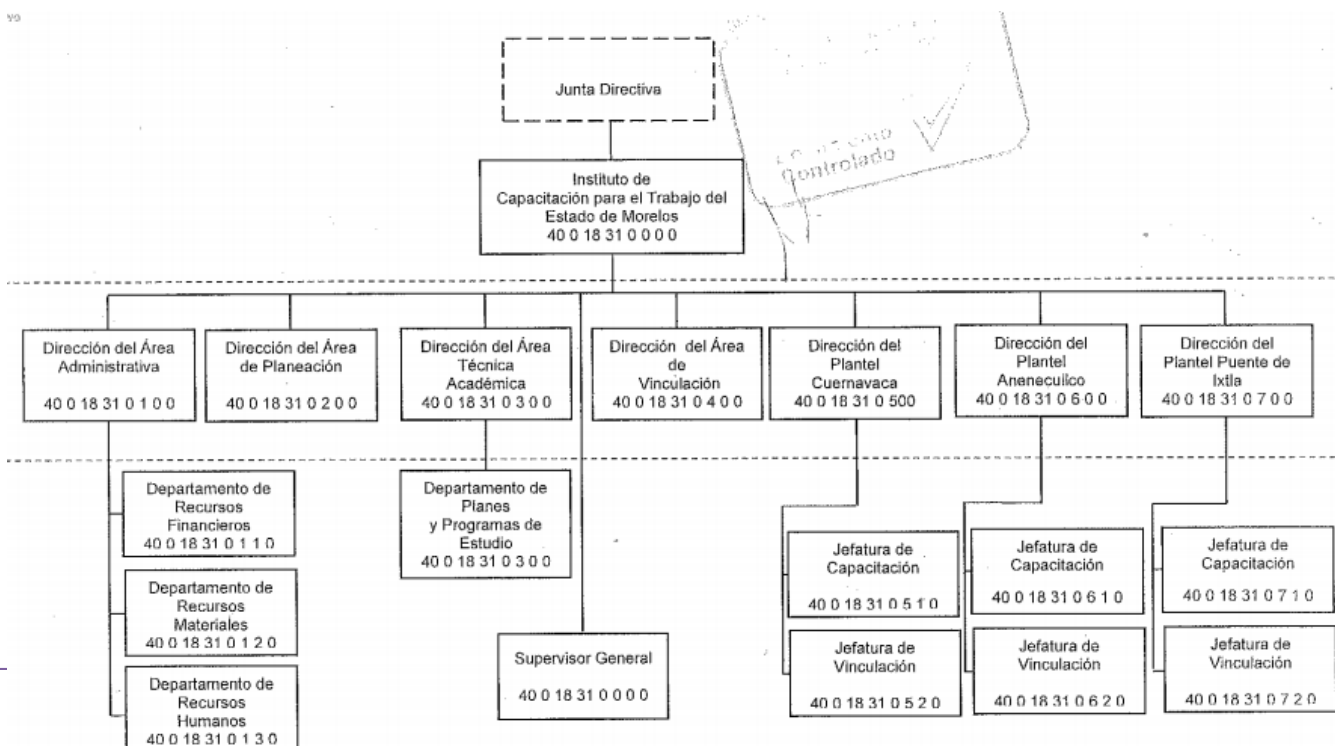 Junta Directiva
Instituto de
Capacitación para el Trabajo del
Estado de Morelos
40 0 18 31 0 0 0 0
Controlado
Dirección del Área
Administrativa
40 0 18 31 0 1 0 0
Dirección del Área
de Planeación
40 0 18 31 0 2 0 0
Dirección del Área
Técnica
Académica
40 0 18 31 0 3 0 0
Dirección del Área
de
Vinculación
40 0 18 31 0 4 0 0
Dirección del
Plantel
Cuernavaca
40 0 18 31 0 500
Dirección del
Plantel
Anenecuilco
40 0 18 31 0 6 0 0
Dirección del
Plantel Puente de
Ixtla
40 0 18 31 0 7 0 0
Departamento de
Recursos
Financieros
40 0 18 31 0 1 1 0
Departamento de
Recursos
Materiales
40 0 18 31 0 1 2 0
Departamento de
Recursos
Humanos
40 0 18 31 0 1 3 0
Departamento de
Planes
y Programas de
Estudio
40 0 18 31 0 3 0 0
Supervisor General
40 0 18 31 0 0 0 0
Jefatura de
Capacitación
40 0 18 31 0 5 1 0
Jefatura de
Vinculación
40 0 18 31 0 5 2 0
Jefatura de
Capacitación
40 0 18 31 0 6 1 0
Jefatura de
Vinculación
40 0 18 31 0 6 2 0
Jefatura de
Capacitación
40 0 18 31 0 7 1 0
Jefatura de
Vinculación
40 0 18 31 0 7 2 0